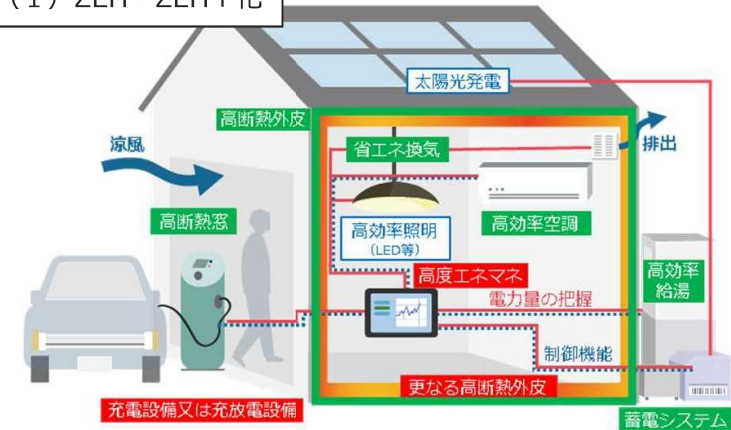 （1）ZEH・ZEH+他
太陽光発電
高断熱外皮
涼風
省エネ換気
排出
高断熱窓
高効率照明
（LED等）
高効率空調
高度エネマネ
高効率
給湯
電力量の把握
制御機能
更なる高断熱外皮
充電設備又は充放電設備
蓄電システム